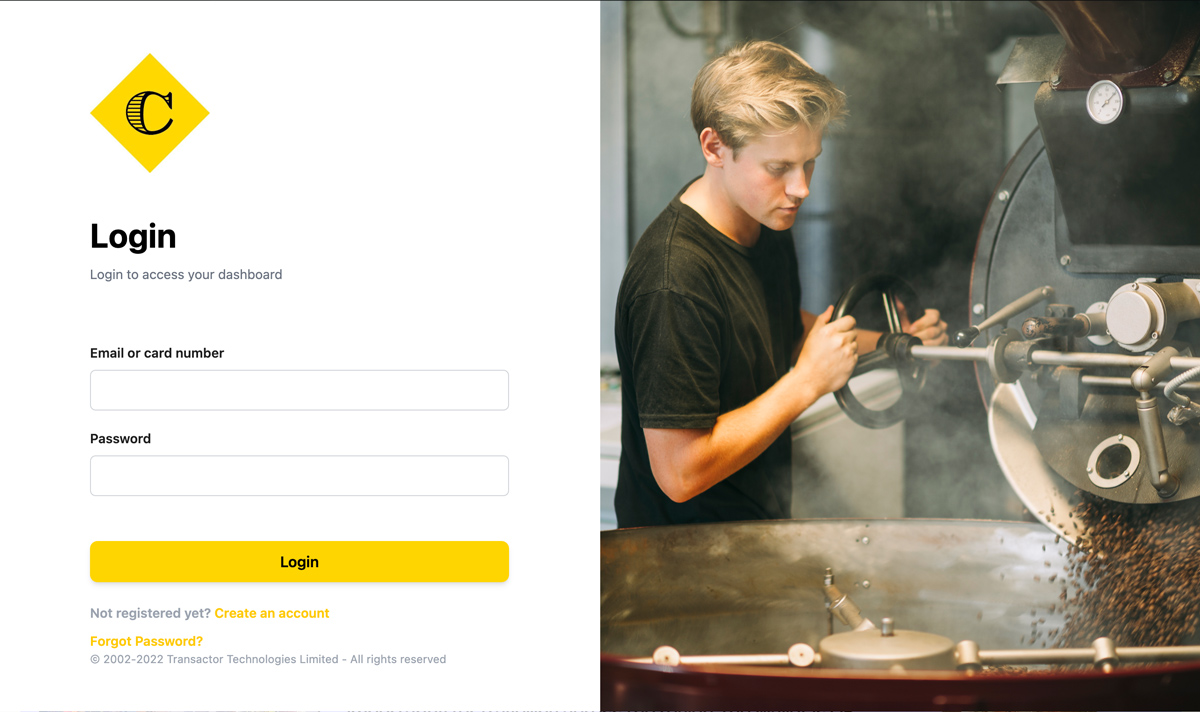 C
Login
Login to access your dashboard
Email or card number
Password
Login
Not registered yet? Create an account
Forgot Password?
© 2002-2022 Transactor Technologies Limited - All rights reserved